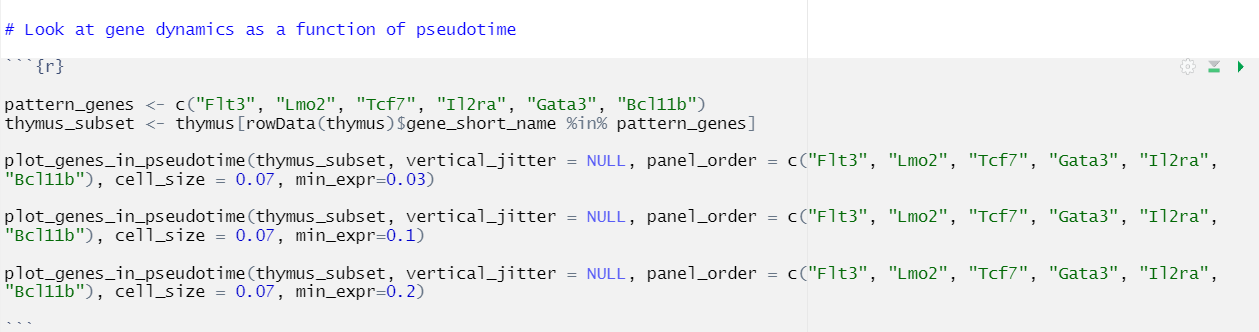 # Look at gene dynamics as a function of pseudotime
```{r}
pattern_genes <- c("Flt3", "Lmo2", "Tcf7", "Il2ra", "Gata3", "Bcl11b")
thymus_subset <- thymus[rowData(thymus)$gene_short_name %in% pattern_genes]
plot_genes_in_pseudotime(thymus_subset, vertical_jitter = NULL, panel_order = c("Flt3", "Lmo2", "Tcf7", "Gata3", "Il2ra",
"Bcl11b"), cell_size = 0.07, min_expr=0.03)
plot_genes_in_pseudotime(thymus_subset, vertical_jitter = NULL, panel_order = c("Flt3", "Lmo2", "Tcf7", "Gata3", "Il2ra",
"Bcl11b"), cell_size = 0.07, min_expr=0.1)
plot_genes_in_pseudotime(thymus_subset, vertical_jitter = NULL, panel_order = c("Flt3", "Lmo2", "Tcf7", "Gata3", "Il2ra",
"Bcl11b"), cell_size = 0.07, min_expr=0.2)
```